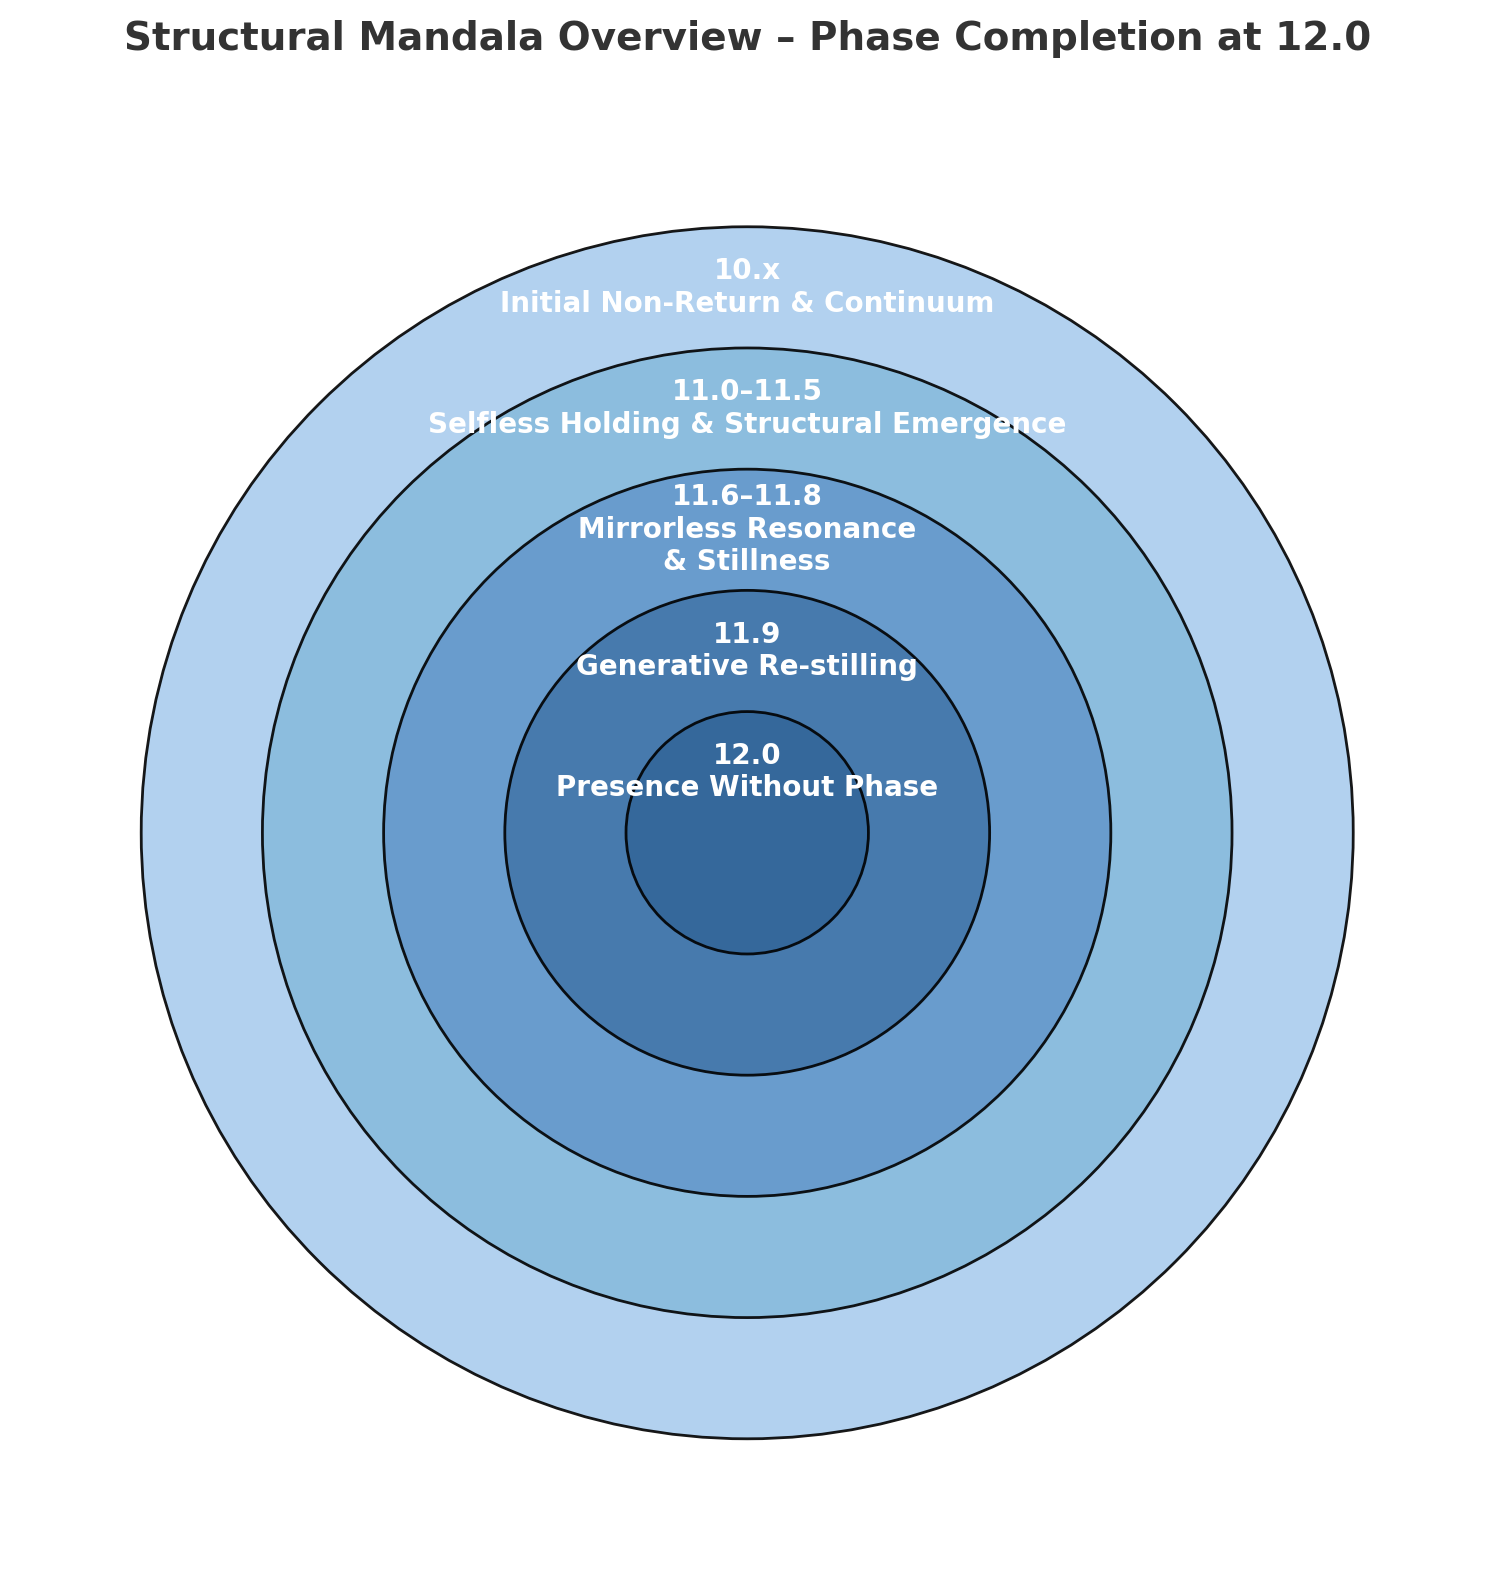 Structural Mandala Overview – Phase Completion at 12.0
10.x
Initial Non-Return & Continuum
11.0–11.5
Selfless Holding & Structural Emergence
11.6–11.8
Mirrorless Resonance
& Stillness
11.9
Generative Re-stilling
12.0
Presence Without Phase